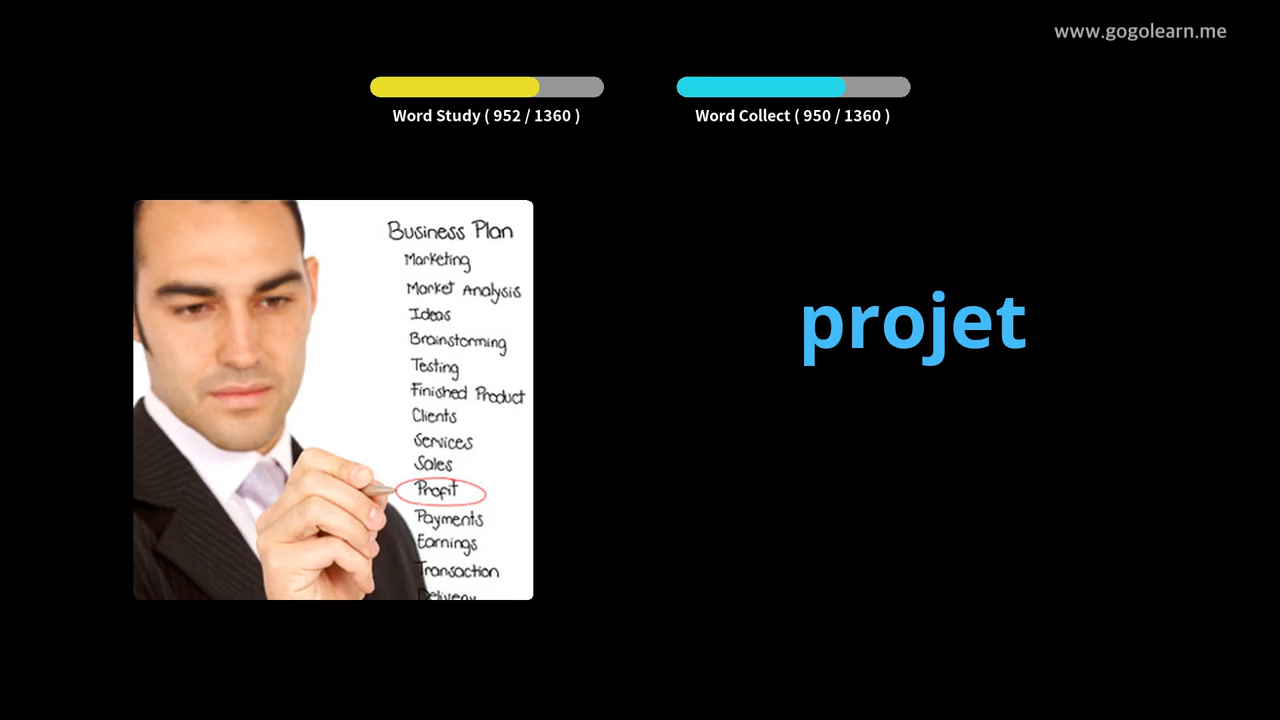 www.gogolearn.me
Word Study ( 952 / 1360 )
Word Collect ( 950 / 1360 )
Business Plan
Marketing
Market Analysis
Ideas
Brainstorming
Testing
Finished Product
Clients
Services
Sales
Profit
Payments
Earnings
Transaction
Delivery
projet